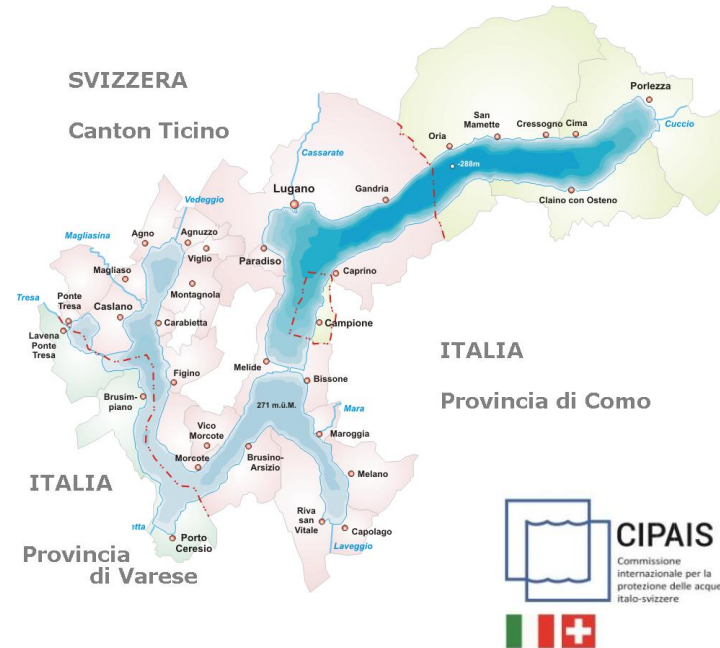 SVIZZERA
Canton Ticino
Porlezza
Cuccio
San
Mamette
Cressogno
Cima
Oria
-288m
Claino con Osteno
Cassarate
Lugano
Gandria
Vedeggio
Agno
Agnuzzo
Viglio
Magliasina
Magliaso
Paradiso
Caprino
Montagnola
Tresa
Ponte
Tresa
Caslano
Carabietta
Campione
Lavena
Ponte
Tresa
ITALIA
Provincia di Como
Melide
Bissone
Figino
Brusim-
piano
271 m.ü.M.
Mara
Maroggia
Vico
Morcote
Morcote
Brusino-
Arsizio
Melano
ITALIA
Provincia
di Varese
Riva
san
Vitale
Capolago
Laveggio
Porto
Ceresio
CIPAIS
Commissione
internazionale per la
protezione delle acque
italo-svizzere